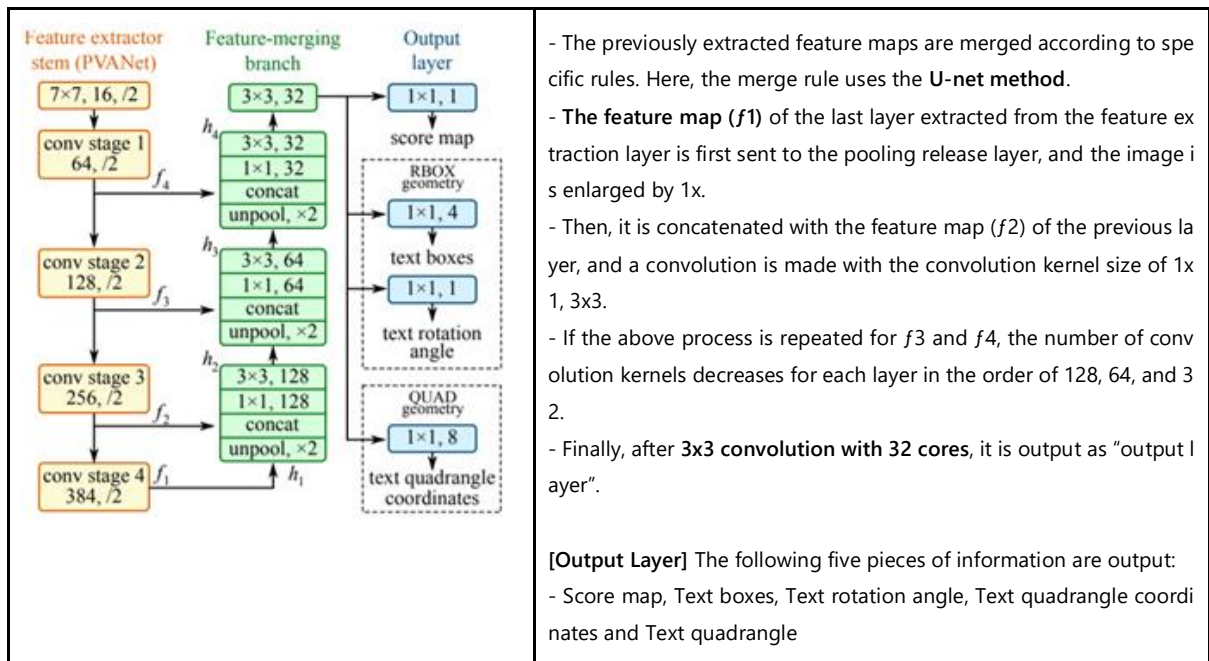 Feature extractor
stem (PVANet)
7×7, 16, /2
conv stage 1
64, /2
f4
conv stage 2
128, /2
f3
conv stage 3
256, /2
f2
conv stage 4
384, /2
f1
Feature-merging
branch
3×3, 32
h4
3×3, 32
1×1, 32
concat
unpool, ×2
h3
3×3, 64
1×1, 64
concat
unpool, ×2
h2
3×3, 128
1×1, 128
concat
unpool, ×2
h1
Output
layer
1×1, 1
score map
RBOX
geometry
1×1, 4
text boxes
1×1, 1
text rotation
angle
QUAD
geometry
1×1, 8
text quadrangle
coordinates
- The previously extracted feature maps are merged according to spe
cific rules. Here, the merge rule uses the U-net method.
- The feature map (ƒ1) of the last layer extracted from the feature ex
traction layer is first sent to the pooling release layer, and the image i
s enlarged by 1x.
- Then, it is concatenated with the feature map (ƒ2) of the previous la
yer, and a convolution is made with the convolution kernel size of 1x
1, 3x3.
- If the above process is repeated for ƒ3 and ƒ4, the number of conv
olution kernels decreases for each layer in the order of 128, 64, and 3
2.
- Finally, after 3x3 convolution with 32 cores, it is output as “output l
ayer”.
[Output Layer] The following five pieces of information are output:
- Score map, Text boxes, Text rotation angle, Text quadrangle coordi
nates and Text quadrangle